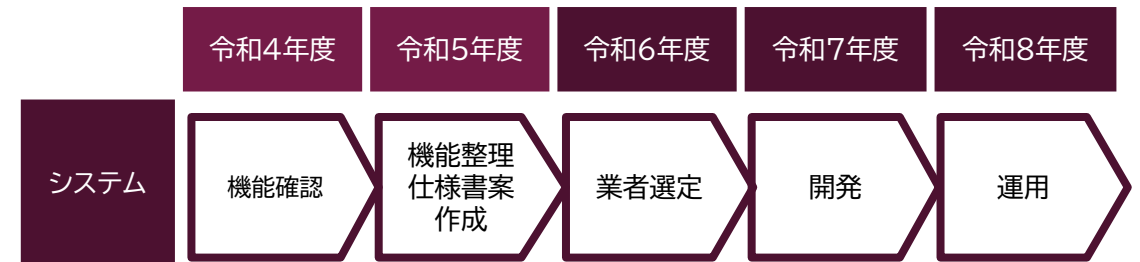 令和4年度
令和5年度
令和6年度
令和7年度
令和8年度
システム
機能確認
機能整理
仕様書案
作成
業者選定
開発
運用